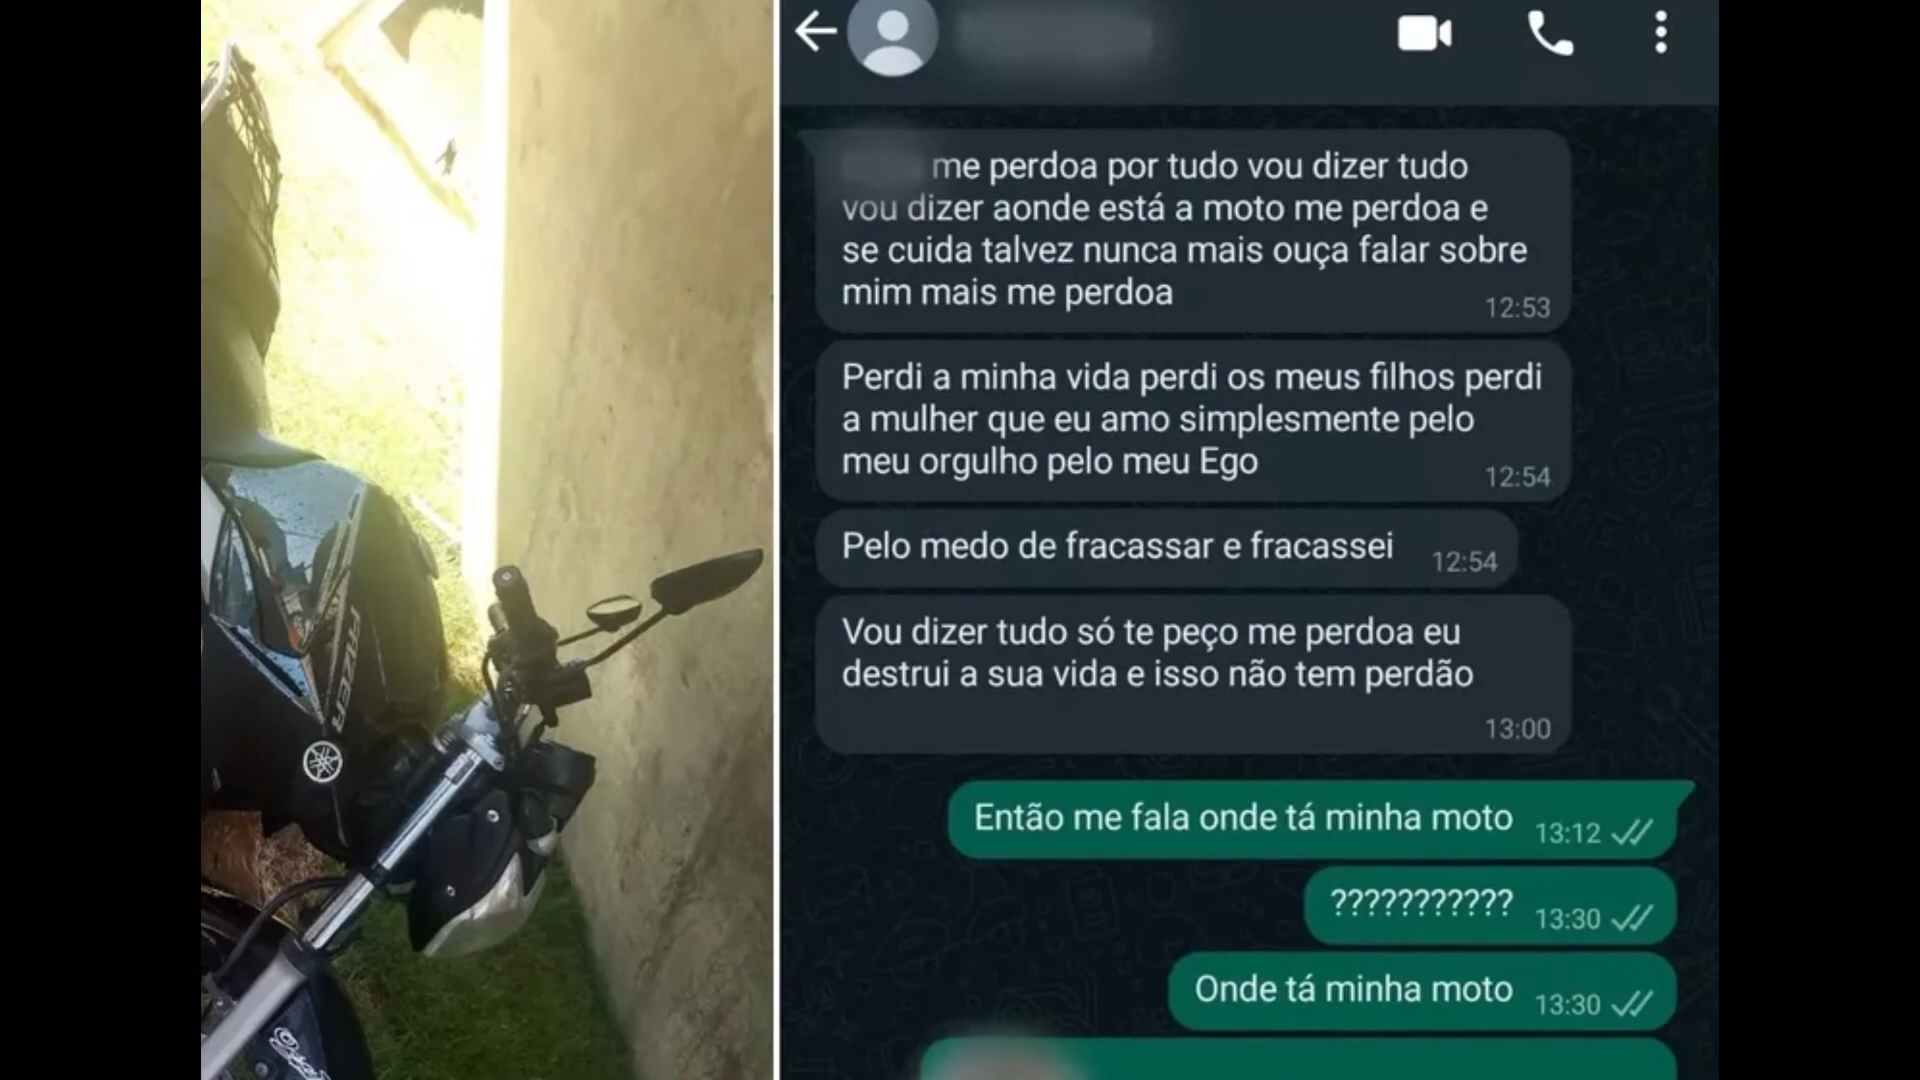 FAZER
me perdoa por tudo vou dizer tudo
vou dizer aonde está a moto me perdoa e
se cuida talvez nunca mais ouça falar sobre
mim mais me perdoa
12:53
Perdi a minha vida perdi os meus filhos perdi
a mulher que eu amo simplesmente pelo
meu orgulho pelo meu Ego
12:54
Pelo medo de fracassar e fracassei
12:54
Vou dizer tudo só te peço me perdoa eu
destrui a sua vida e isso não tem perdão
13:00
Então me fala onde tá minha moto
13:12
???????????
13:30
Onde tá minha moto
13:30